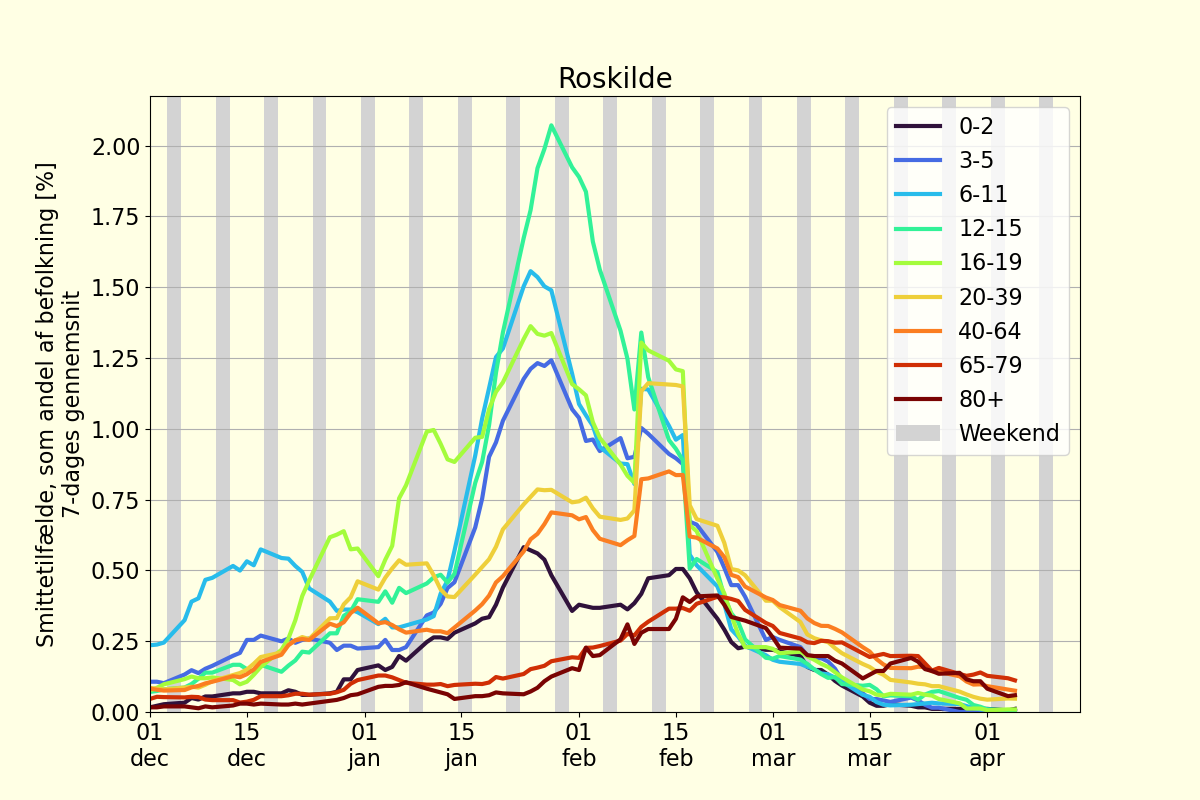 Roskilde
Smittetilfælde, som andel af befolkning [%]
7-dages gennemsnit
2.00
1.75
1.50
1.25
1.00
0.75
0.50
0.25
0.00
01 dec
15 dec
01 jan
15 jan
01 feb
15 feb
01 mar
15 mar
01 apr
0-2
3-5
6-11
12-15
16-19
20-39
40-64
65-79
80+
Weekend